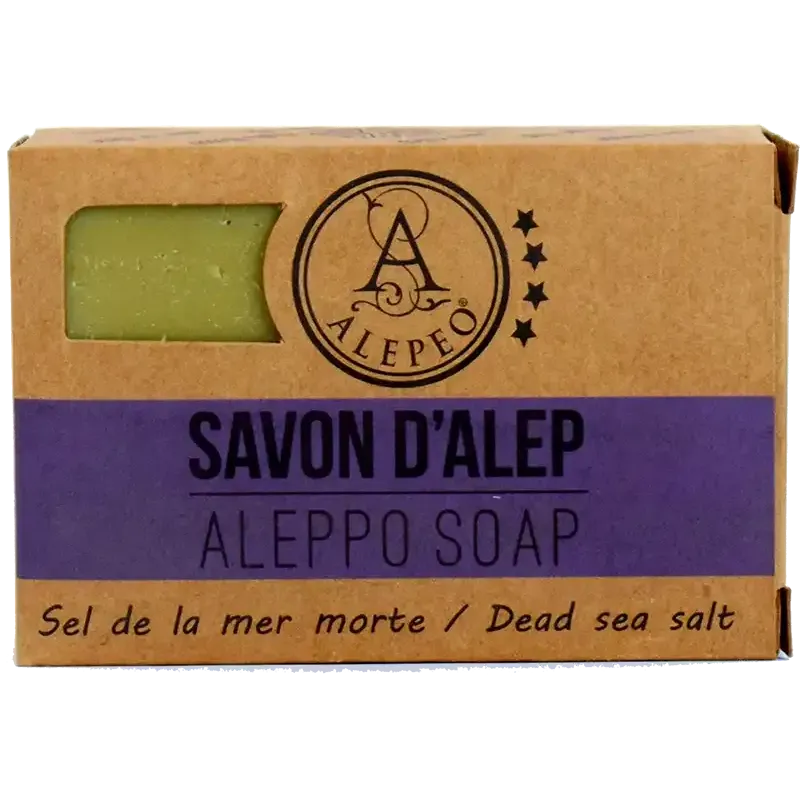 A
ALEPEO®
SAVON D'ALEP
ALEPPO SOAP
Sel de la mer morte / Dead sea salt